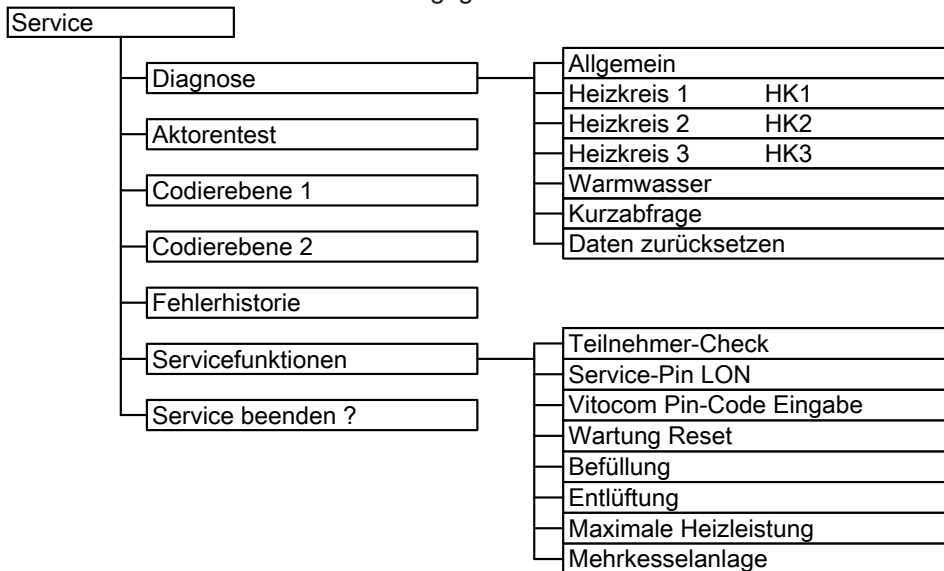 Service
Diagnose
Aktorentest
Codierebene 1
Codierebene 2
Fehlerhistorie
Servicefunktionen
Service beenden ?
Allgemein
Heizkreis 1 HK1
Heizkreis 2 HK2
Heizkreis 3 HK3
Warmwasser
Kurzabfrage
Daten zurücksetzen
Teilnehmer-Check
Service-Pin LON
Vitocom Pin-Code Eingabe
Wartung Reset
Befüllung
Entlüftung
Maximale Heizleistung
Mehrkesselanlage